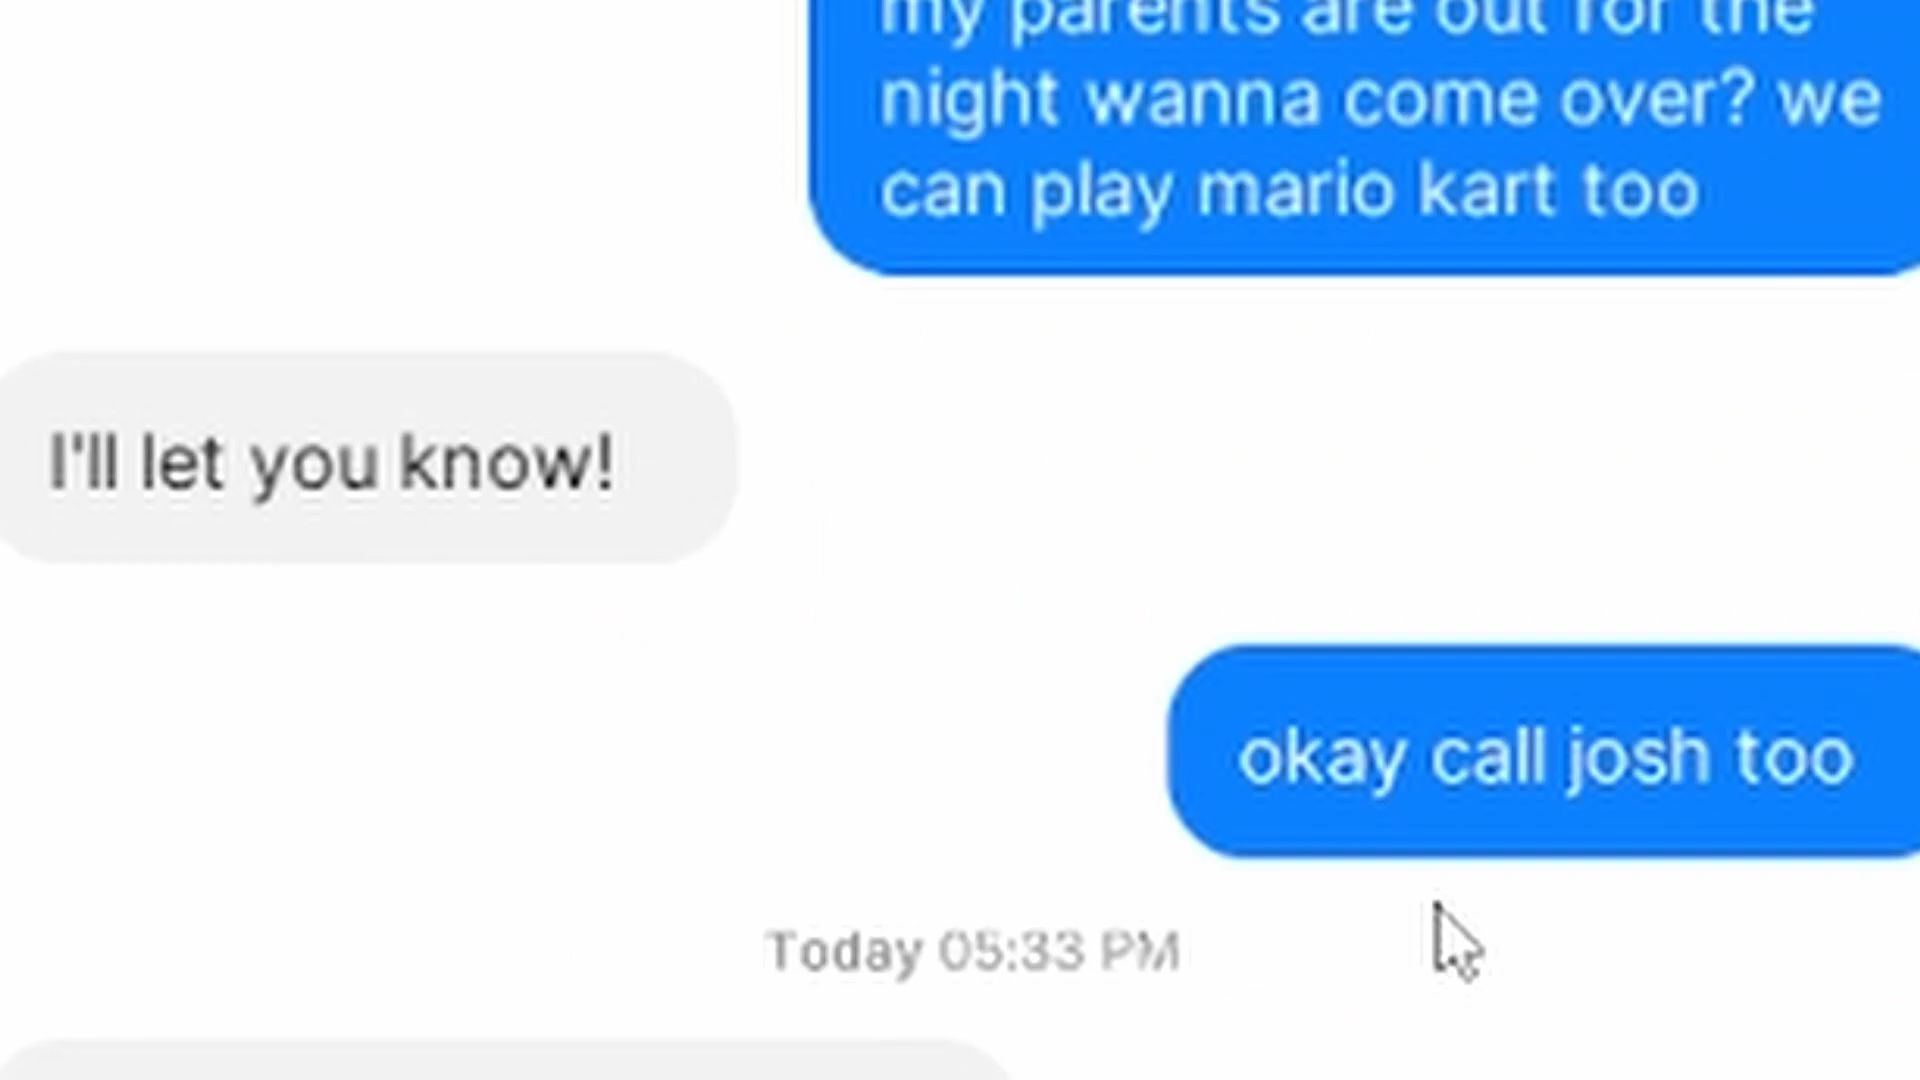 my parents are out for the
night wanna come over? we
can play mario kart too
I'll let you know!
okay call josh too
Today 05:33 PM